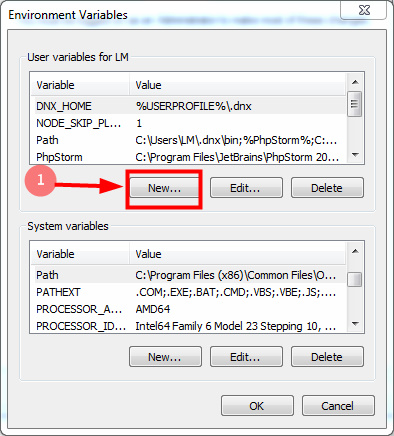 Environment Variables
User variables for LM
Variable Value
DNX_HOME %USERPROFILE%\.dnx
NODE_SKIP_PL... 1
Path C:\Users\LM\.dnx\bin;%PhpStorm%;C:...
PhpStorm C:\Program Files\JetBrains\PhpStorm 20...
1
New... Edit... Delete
System variables
Variable Value
Path C:\Program Files (x86)\Common Files\O...
PATHEXT .COM;.EXE;.BAT;.CMD;.VBS;.VBE;.JS;....
PROCESSOR_A... AMD64
PROCESSOR_ID... Intel64 Family 6 Model 23 Stepping 10, ...
New... Edit... Delete
OK Cancel